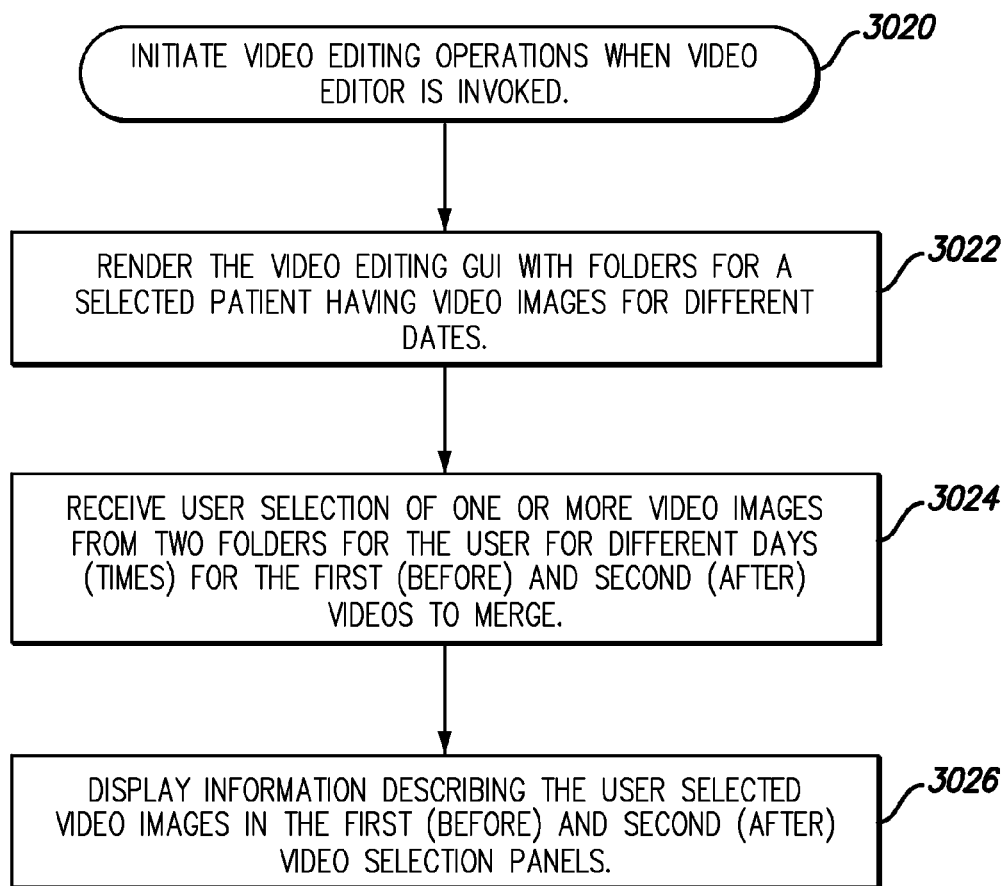 3020
INITIATE VIDEO EDITING OPERATIONS WHEN VIDEO
EDITOR IS INVOKED.
3022
RENDER THE VIDEO EDITING GUI WITH FOLDERS FOR A
SELECTED PATIENT HAVING VIDEO IMAGES FOR DIFFERENT
DATES.
3024
RECEIVE USER SELECTION OF ONE OR MORE VIDEO IMAGES
FROM TWO FOLDERS FOR THE USER FOR DIFFERENT DAYS
(TIMES) FOR THE FIRST (BEFORE) AND SECOND (AFTER)
VIDEOS TO MERGE.
3026
DISPLAY INFORMATION DESCRIBING THE USER SELECTED
VIDEO IMAGES IN THE FIRST (BEFORE) AND SECOND (AFTER)
VIDEO SELECTION PANELS.